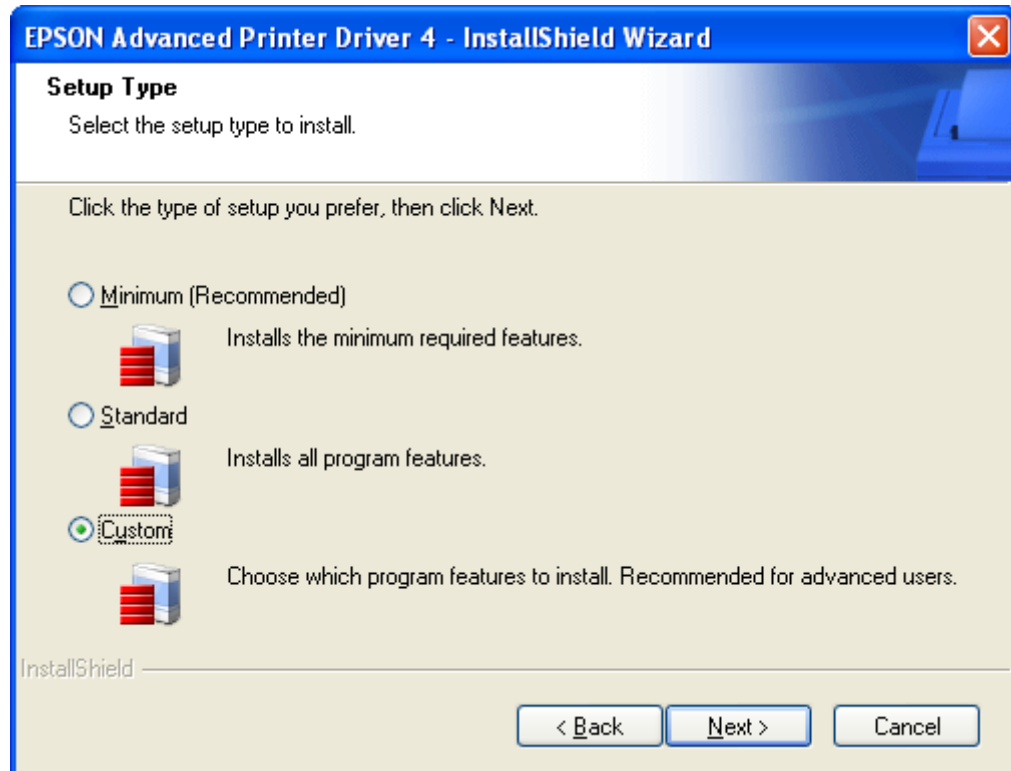 EPSON Advanced Printer Driver 4 - InstallShield Wizard
Setup Type
Select the setup type to install.
Click the type of setup you prefer, then click Next.
Minimum (Recommended)
Installs the minimum required features.
Standard
Installs all program features.
Custom
Choose which program features to install. Recommended for advanced users.
InstallShield
< Back Next > Cancel